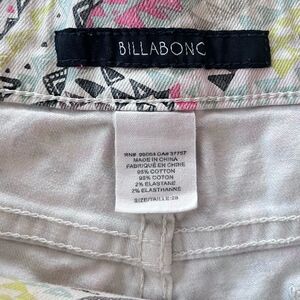 BILLABONG
RN# 99064 CA# 37757
MADE IN CHINA
FABRIQUÉ EN CHINE
98% COTTON
98% COTON
2% ELASTANE
2% ELASTHANNE
SIZE/TAILLE:28